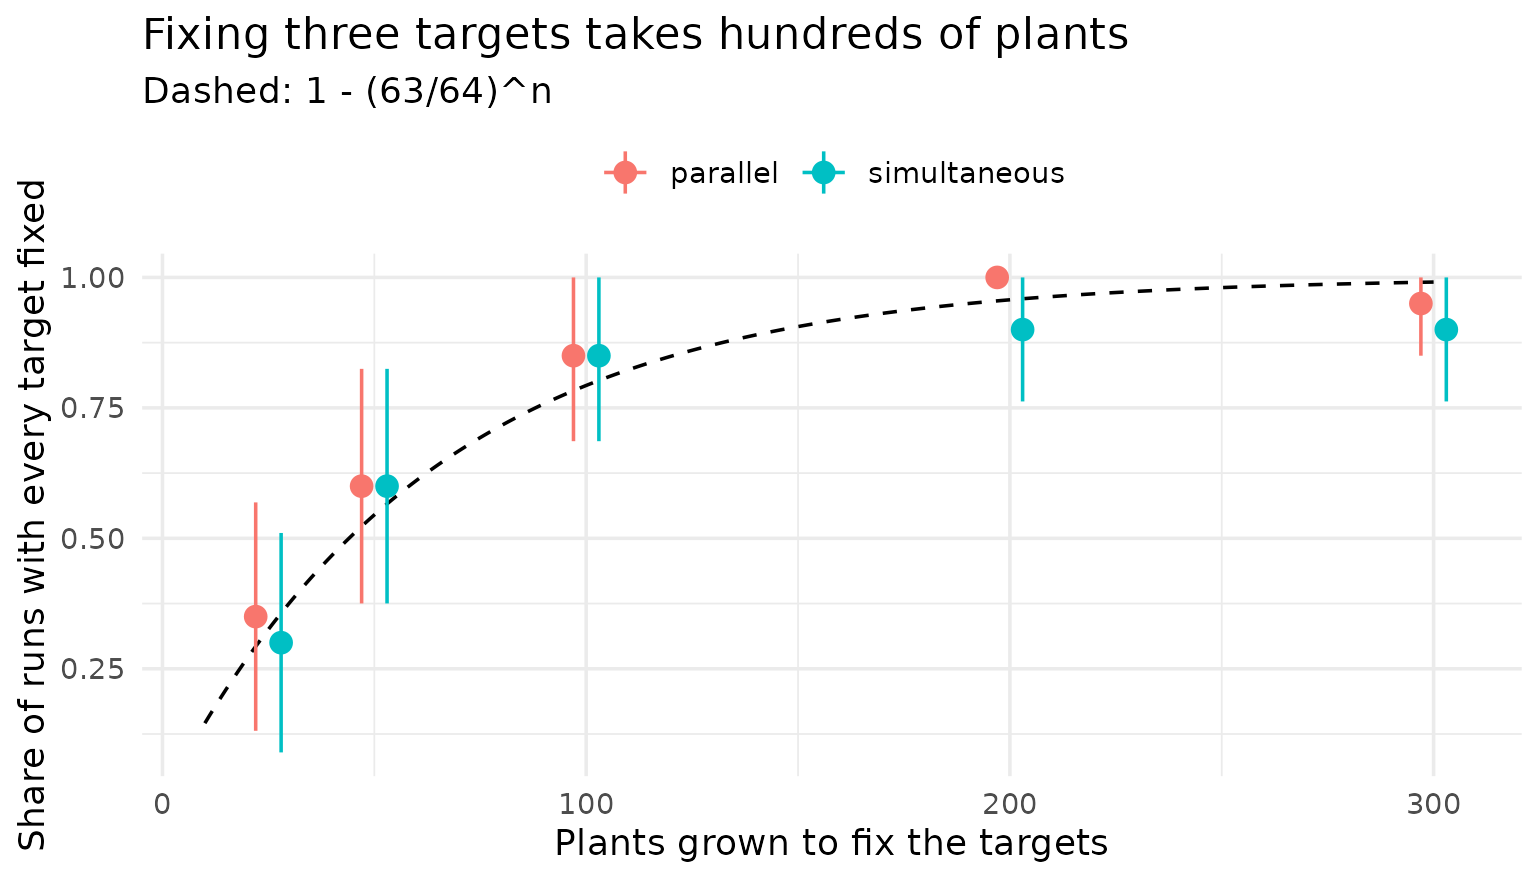 Fixing three targets takes hundreds of plants
Dashed: 1 - (63/64)^n
parallel
simultaneous
Share of runs with every target fixed
1.00
0.75
0.50
0.25
0
100
200
300
Plants grown to fix the targets